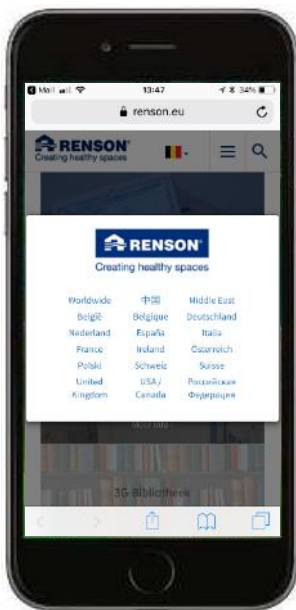 Mail
13:47
34%
renson.eu
RENSON
Creating healthy spaces
RENSON
Creating healthy spaces
Worldwide 中国 Middle East
België Belgique Deutschland
Nederland España Italia
France Ireland Österreich
Polski Schweiz Suisse
United Kingdom USA / Canada Российская Федерация
3G Bibliotheek